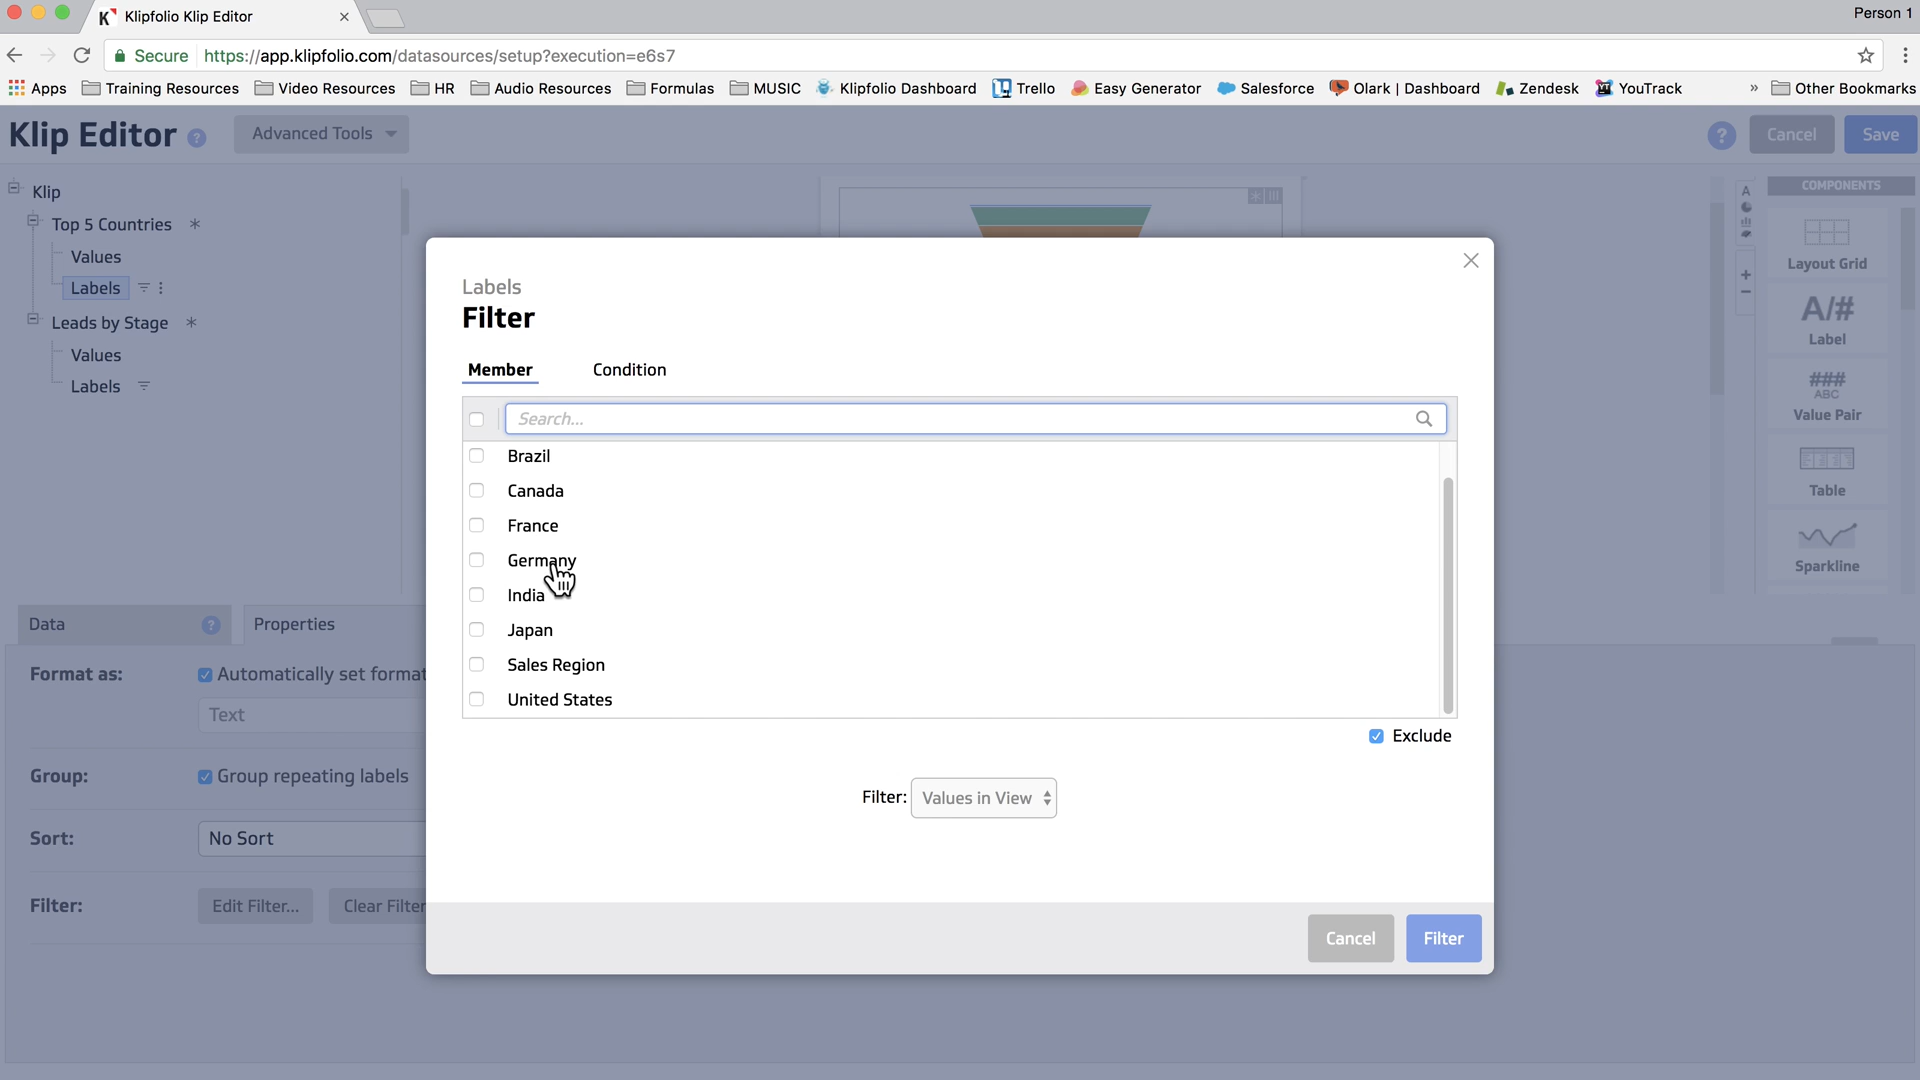 Klipfolio Klip Editor
Person 1
Secure https://app.klipfolio.com/datasources/setup?execution=e6s7
Apps Training Resources Video Resources HR Audio Resources Formulas MUSIC Klipfolio Dashboard Trello Easy Generator Salesforce Olark | Dashboard Zendesk YouTrack » Other Bookmarks
Klip Editor ? Advanced Tools ? Cancel Save
Klip
Top 5 Countries *
Values
Labels
Leads by Stage *
Values
Labels
COMPONENTS
Layout Grid
A/#
Label
###
ABC
Value Pair
Table
Sparkline
A
+
−
Labels
Filter
Member Condition
Search...
Brazil
Canada
France
Germany
India
Japan
Sales Region
United States
Exclude
Filter: Values in View
Cancel Filter
Data ? Properties
Format as: Automatically set format
Text
Group: Group repeating labels
Sort: No Sort
Filter: Edit Filter... Clear Filter